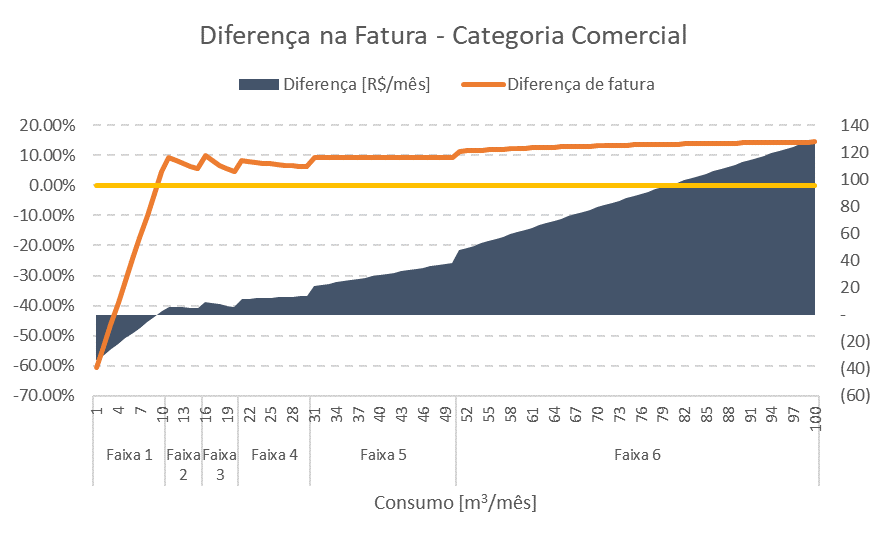 Diferença na Fatura - Categoria Comercial
Diferença [R$/mês] Diferença de fatura
20.00% 140
10.00% 120
0.00% 100
-10.00% 80
-20.00% 60
-30.00% 40
-40.00% 20
-50.00% -
-60.00% (20)
-70.00% (40)
(60)
1 4 7 10 13 16 19 22 25 28 31 34 37 40 43 46 49 52 55 58 61 64 67 70 73 76 79 82 85 88 91 94 97 100
Faixa 1 Faixa 2 Faixa 3 Faixa 4 Faixa 5 Faixa 6
Consumo [m³/mês]